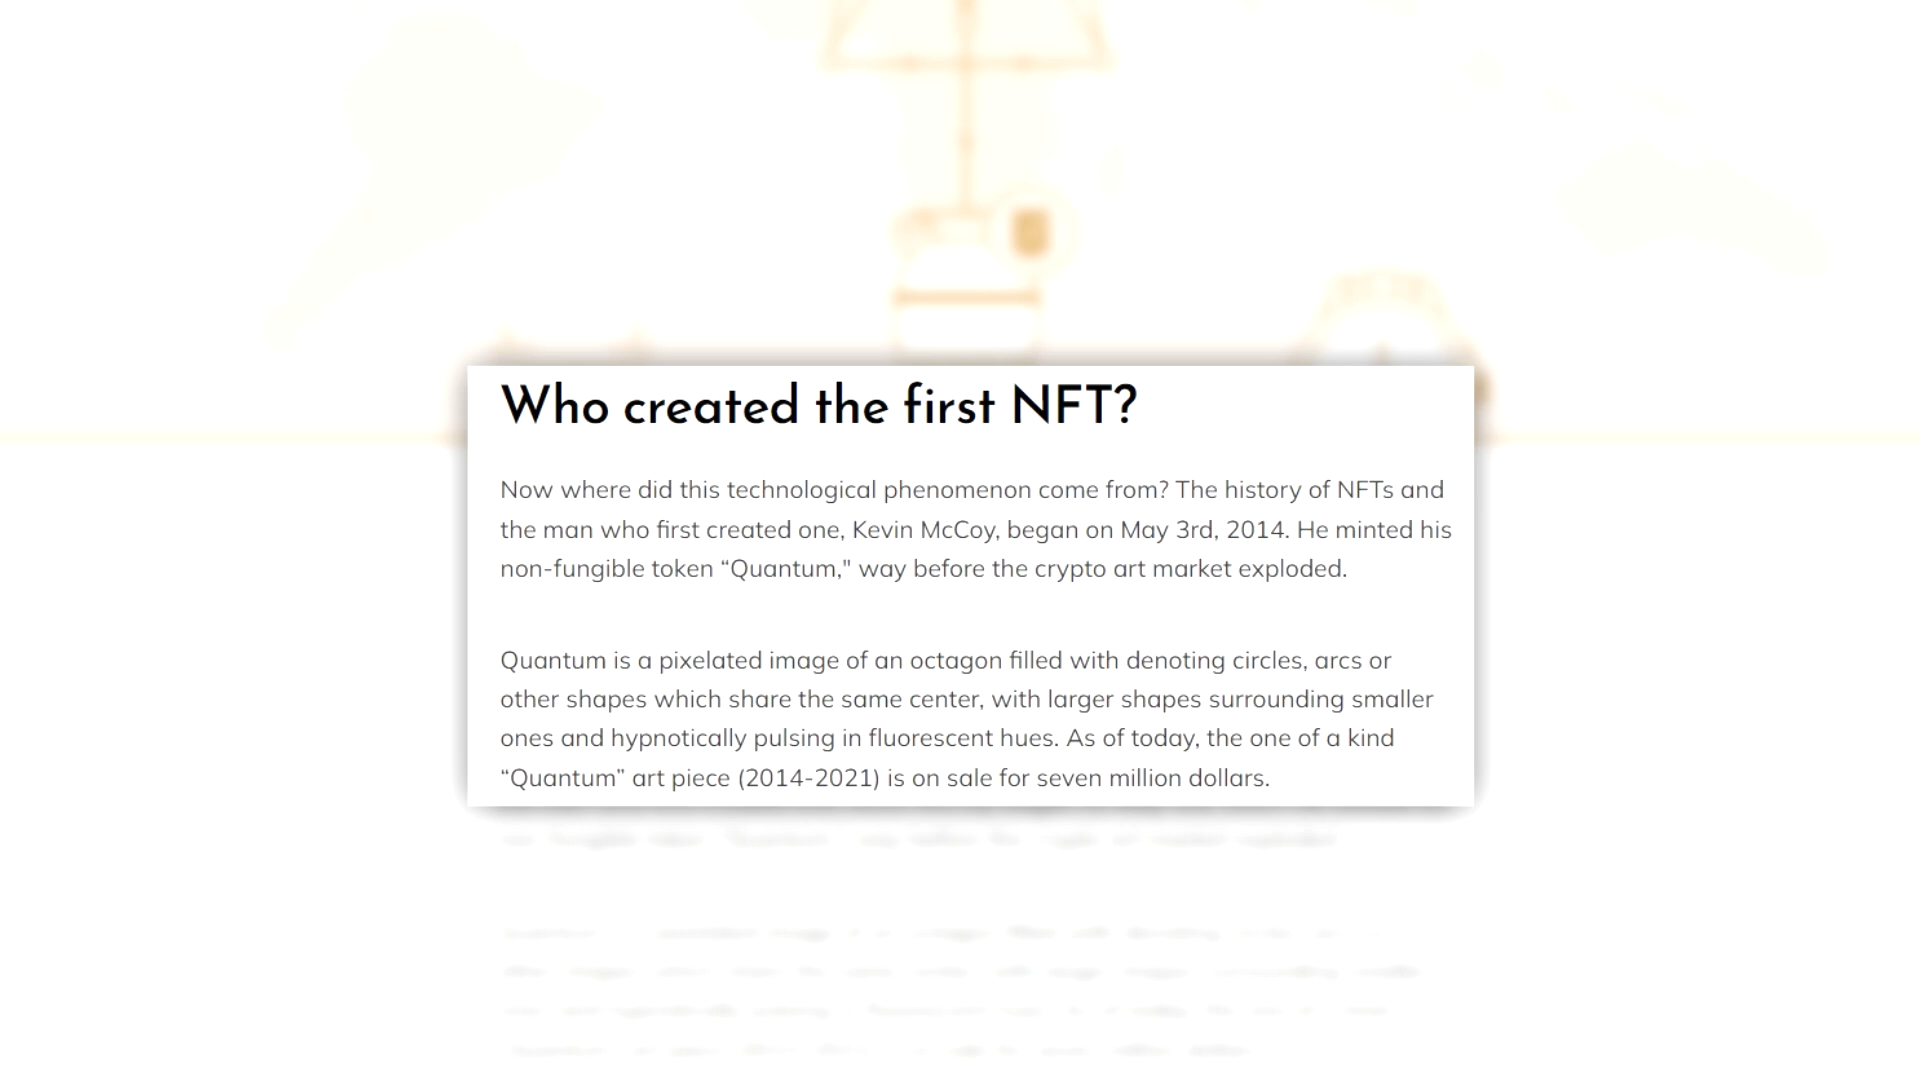 Who created the first NFT?
Now where did this technological phenomenon come from? The history of NFTs and
the man who first created one, Kevin McCoy, began on May 3rd, 2014. He minted his
non-fungible token “Quantum," way before the crypto art market exploded.
Quantum is a pixelated image of an octagon filled with denoting circles, arcs or
other shapes which share the same center, with larger shapes surrounding smaller
ones and hypnotically pulsing in fluorescent hues. As of today, the one of a kind
“Quantum” art piece (2014-2021) is on sale for seven million dollars.